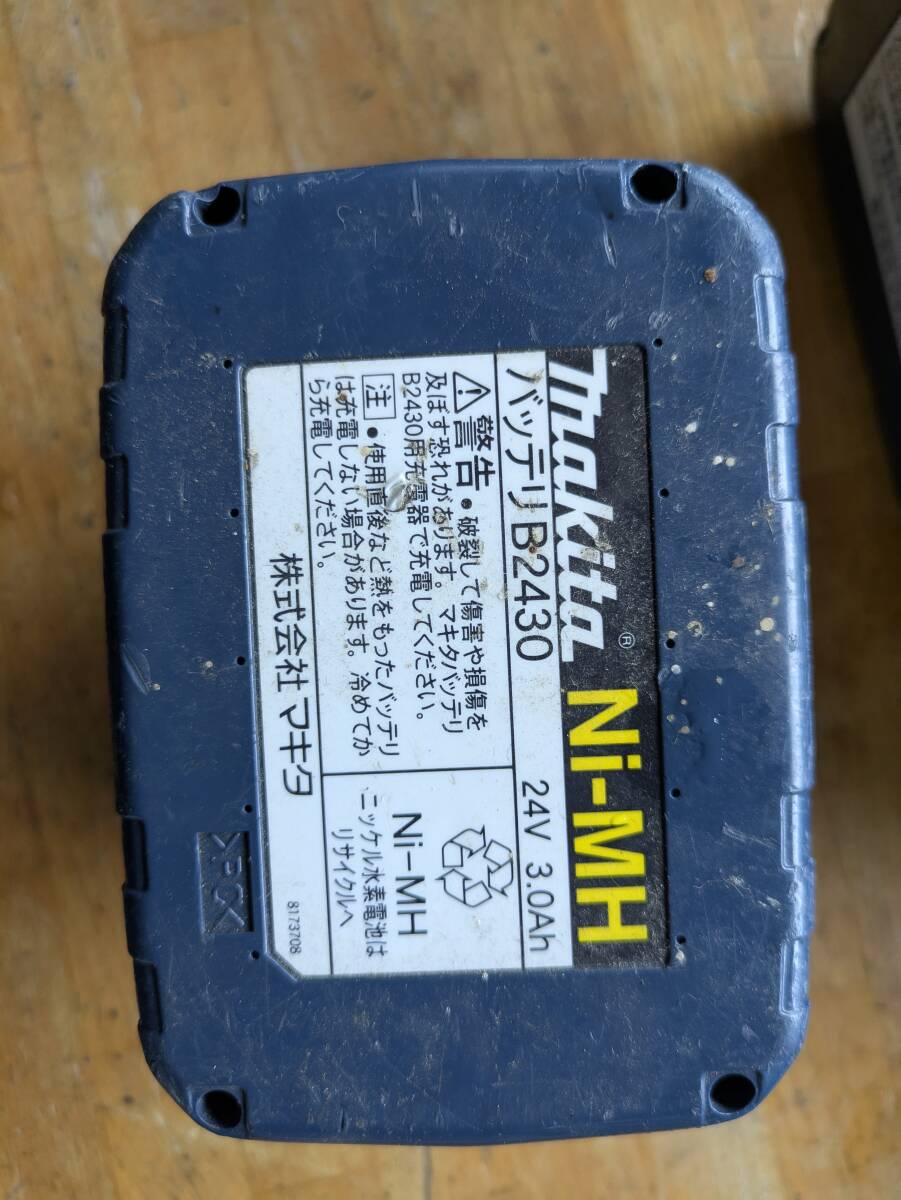 makita® Ni-MH
バッテリ B2430 24V 3.0Ah
⚠警告 ●破裂して傷害や損傷を
及ぼす恐れがあります。マキタバッテリ
B2430用充電器で充電してください。
注 ●使用直後など熱をもったバッテリ
は充電しない場合があります。冷めてか
ら充電してください。
株式会社マキタ
Ni-MH
ニッケル水素電池は
リサイクルへ
8173708
>PC<